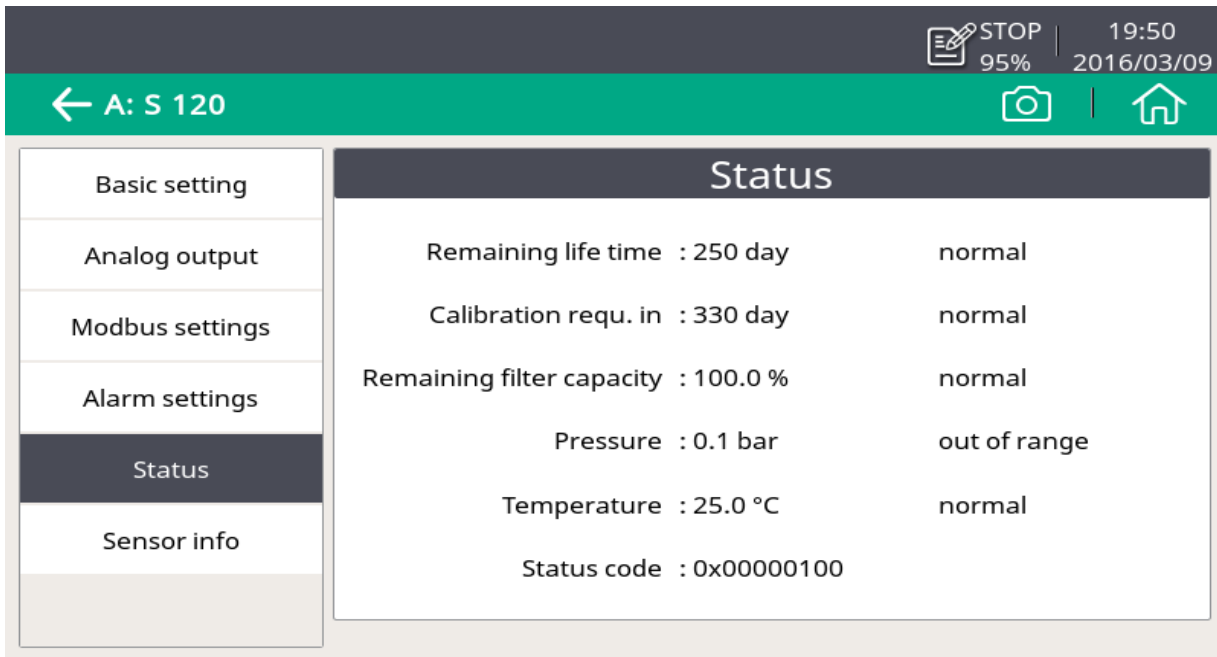 STOP 19:50
95% 2016/03/09
A: S 120
Basic setting
Analog output
Modbus settings
Alarm settings
Status
Sensor info
Status
Remaining life time : 250 day normal
Calibration requ. in : 330 day normal
Remaining filter capacity : 100.0 % normal
Pressure : 0.1 bar out of range
Temperature : 25.0 °C normal
Status code : 0x00000100